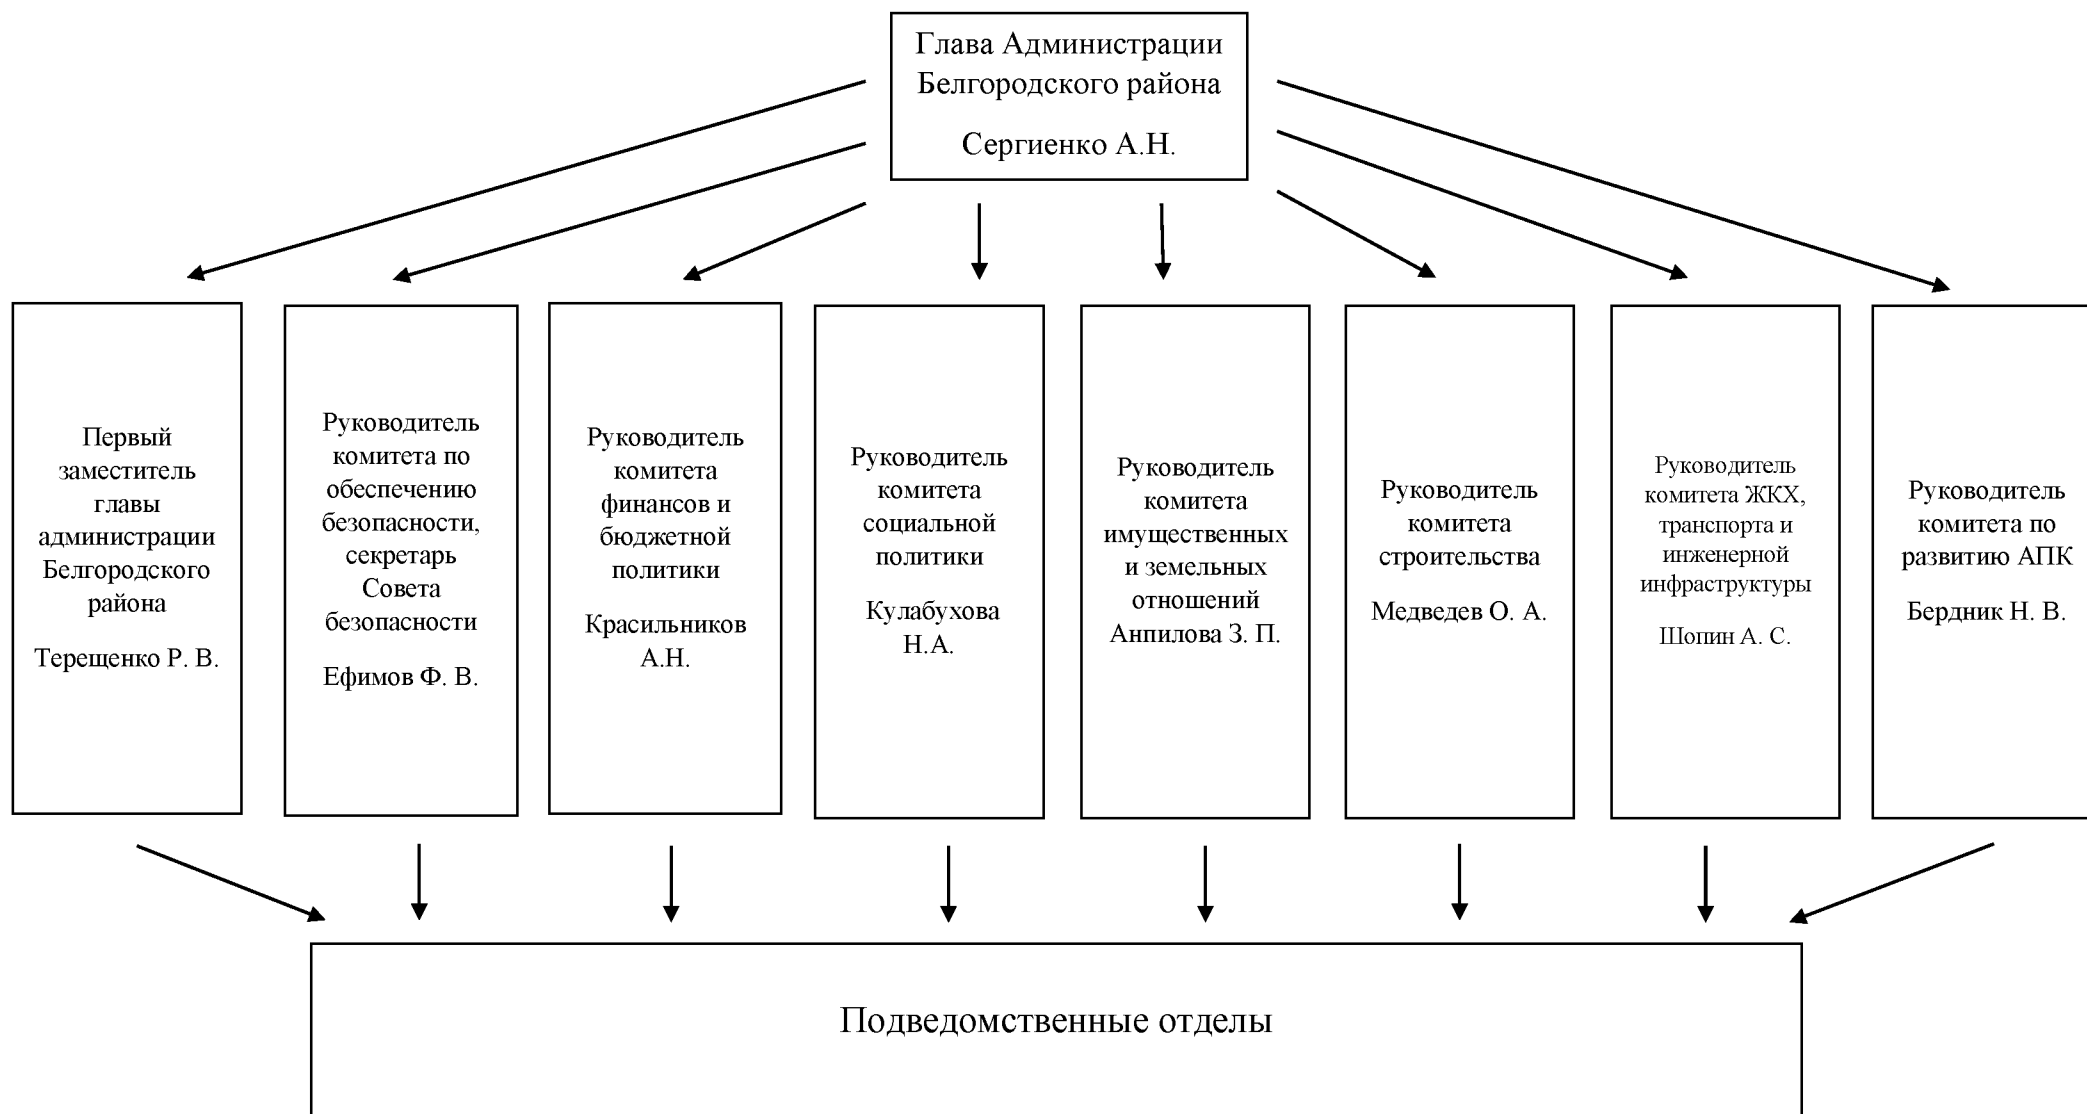 Глава Администрации
Белгородского района
Сергиенко А.Н.
Первый
заместитель
главы
администрации
Белгородского
района
Терещенко Р. В.
Руководитель
комитета по
обеспечению
безопасности,
секретарь
Совета
безопасности
Ефимов Ф. В.
Руководитель
комитета
финансов и
бюджетной
политики
Красильников
А.Н.
Руководитель
комитета
социальной
политики
Кулабухова
Н.А.
Руководитель
комитета
имущественных
и земельных
отношений
Анпилова З. П.
Руководитель
комитета
строительства
Медведев О. А.
Руководитель
комитета ЖКХ,
транспорта и
инженерной
инфраструктуры
Шопин А. С.
Руководитель
комитета по
развитию АПК
Бердник Н. В.
Подведомственные отделы